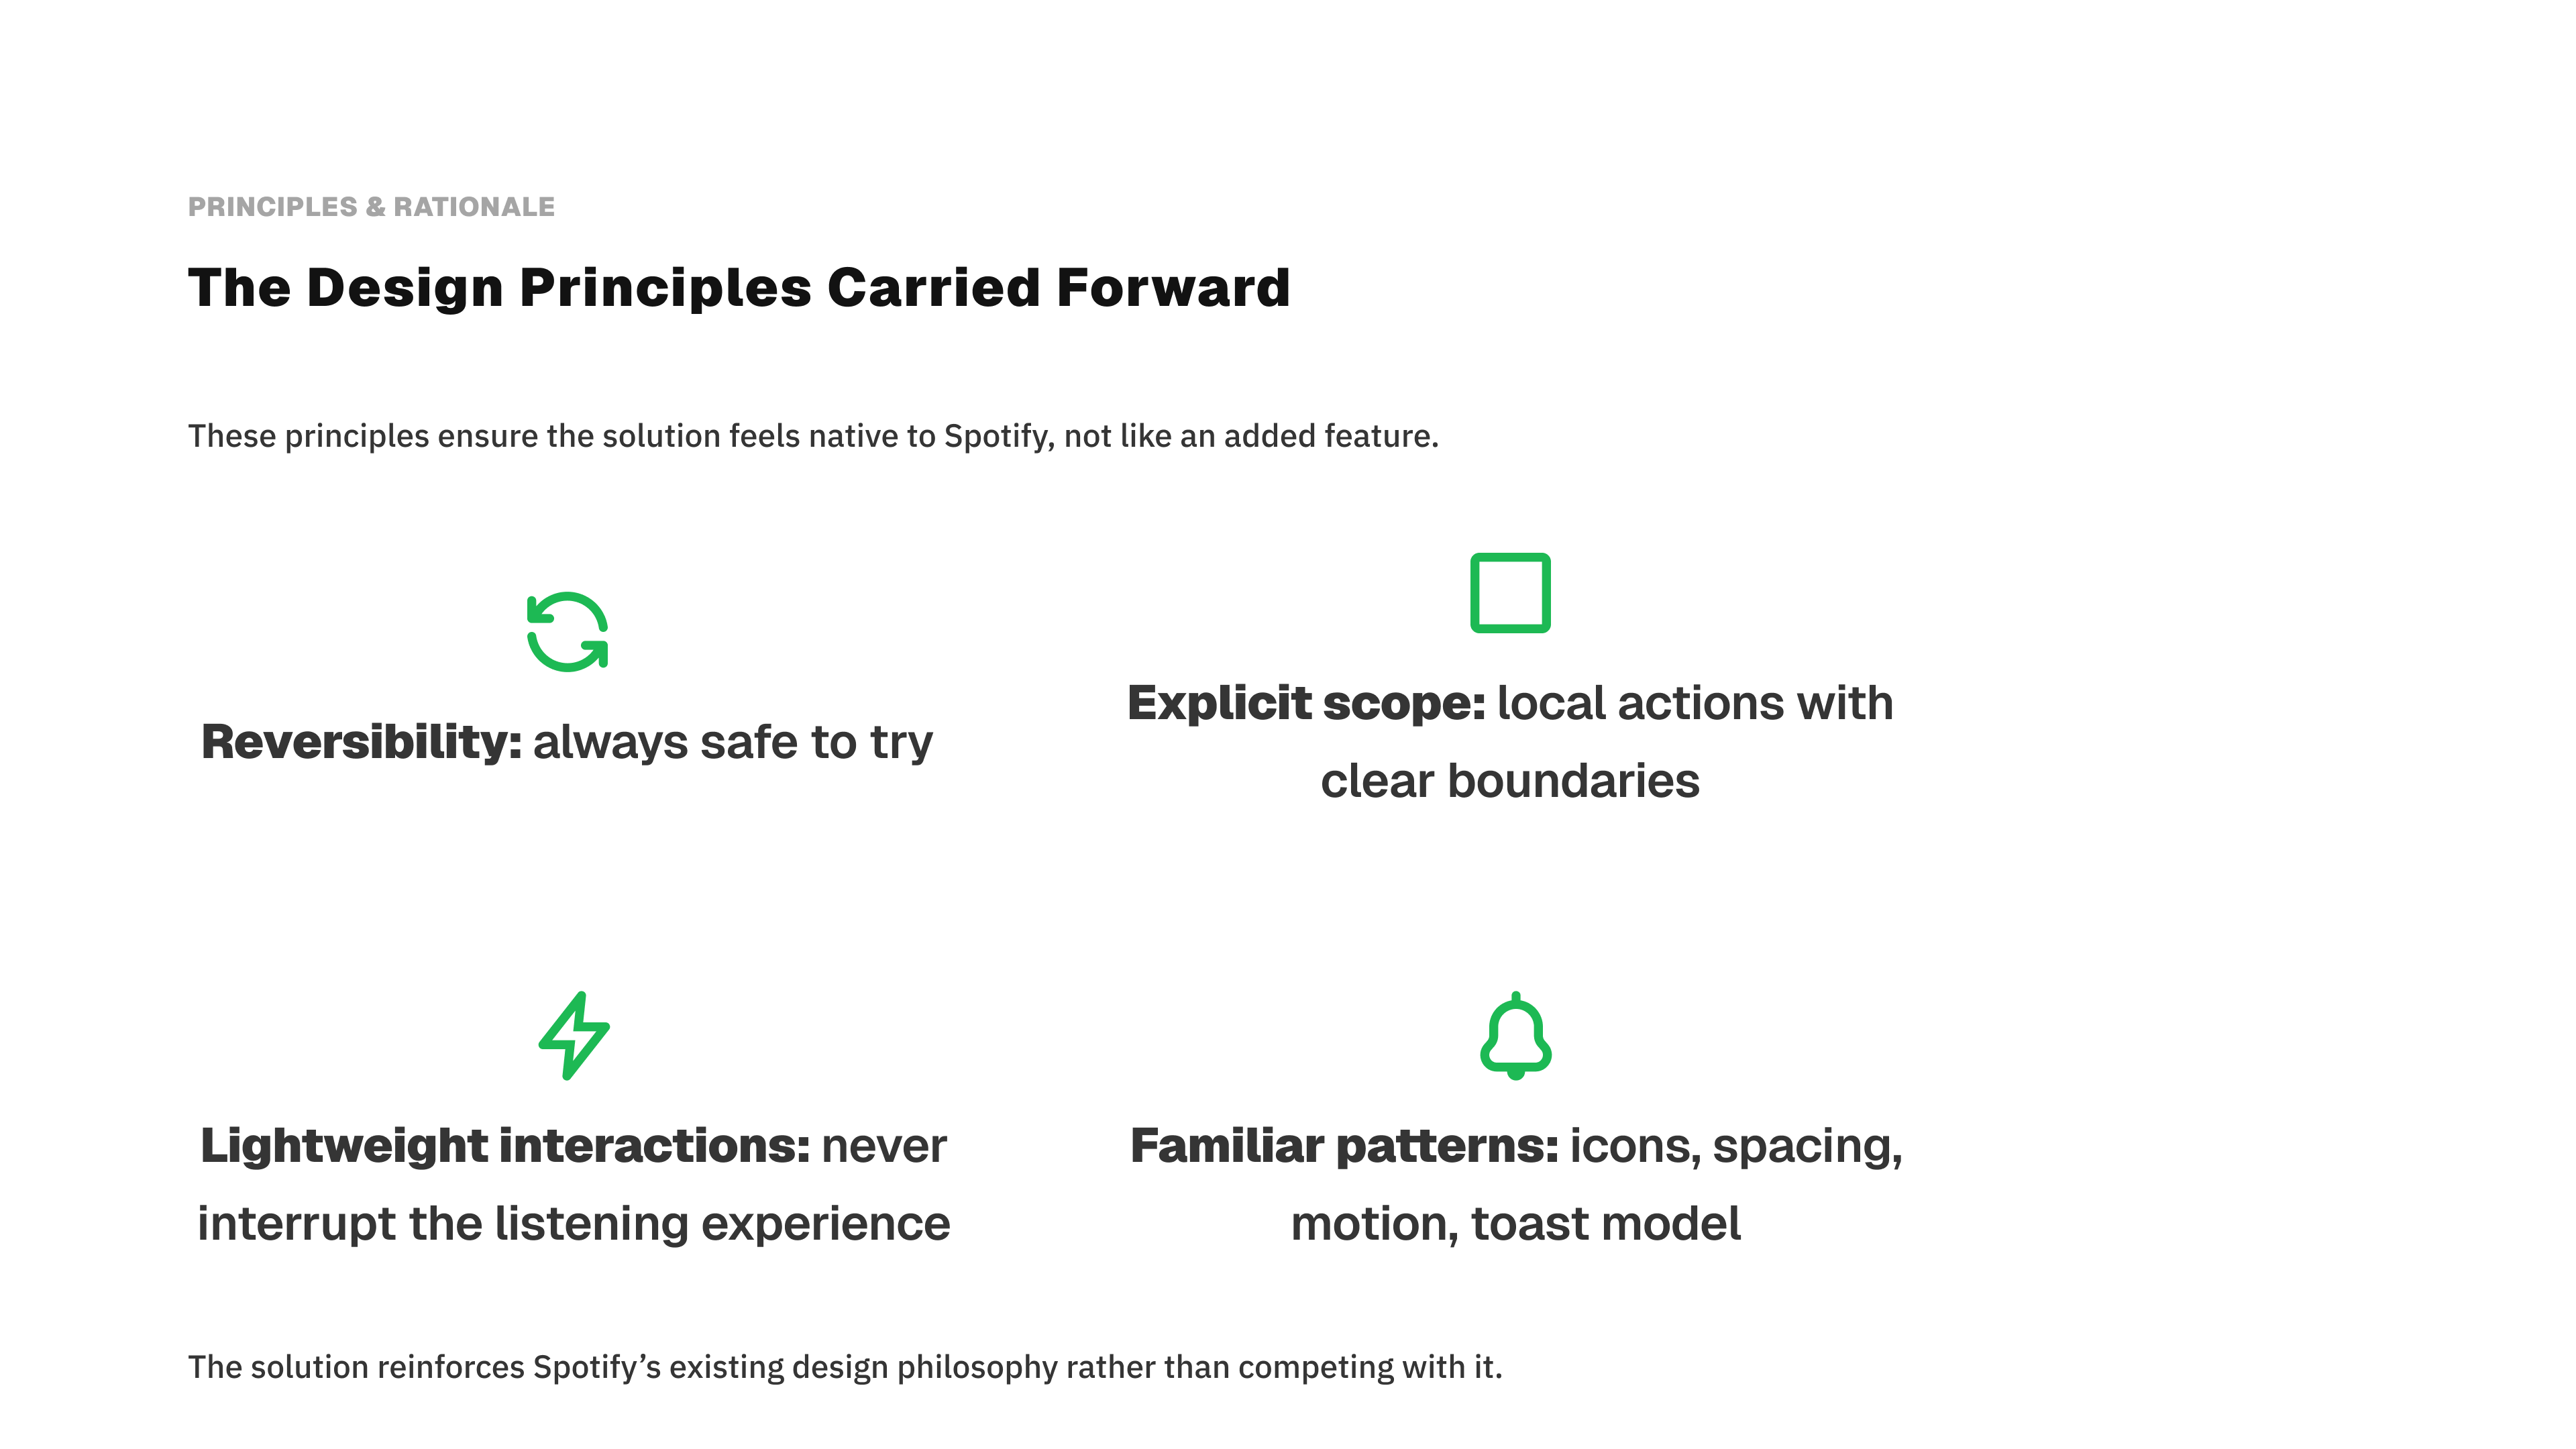 PRINCIPLES & RATIONALE
The Design Principles Carried Forward
These principles ensure the solution feels native to Spotify, not like an added feature.
Reversibility: always safe to try
Explicit scope: local actions with
clear boundaries
Lightweight interactions: never
interrupt the listening experience
Familiar patterns: icons, spacing,
motion, toast model
The solution reinforces Spotify’s existing design philosophy rather than competing with it.